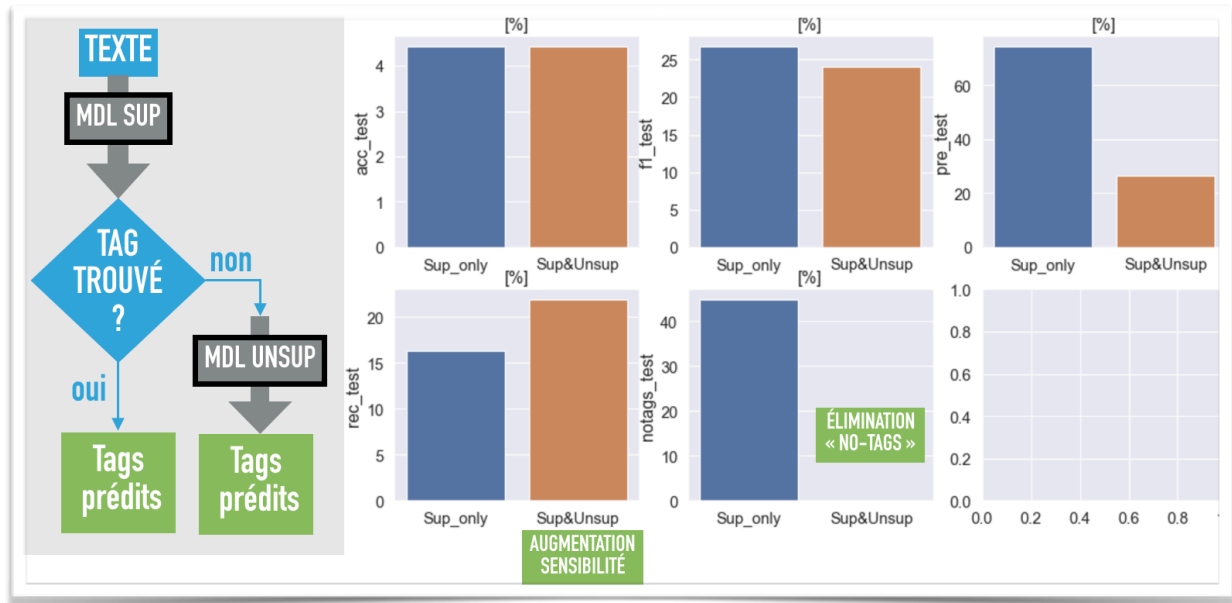 TEXTE
MDL SUP
TAG
TROUVÉ
?
non
oui
MDL UNSUP
Tags
prédits
Tags
prédits
[%]
acc_test
4
3
2
1
0
Sup_only
Sup&Unsup
[%]
f1_test
25
20
15
10
5
0
Sup_only
Sup&Unsup
[%]
pre_test
60
40
20
0
Sup_only
Sup&Unsup
[%]
rec_test
20
15
10
5
0
Sup_only
Sup&Unsup
AUGMENTATION
SENSIBILITÉ
[%]
notags_test
40
30
20
10
0
Sup_only
Sup&Unsup
ÉLIMINATION
« NO-TAGS »
1.0
0.8
0.6
0.4
0.2
0.0
0.0
0.2
0.4
0.6
0.8